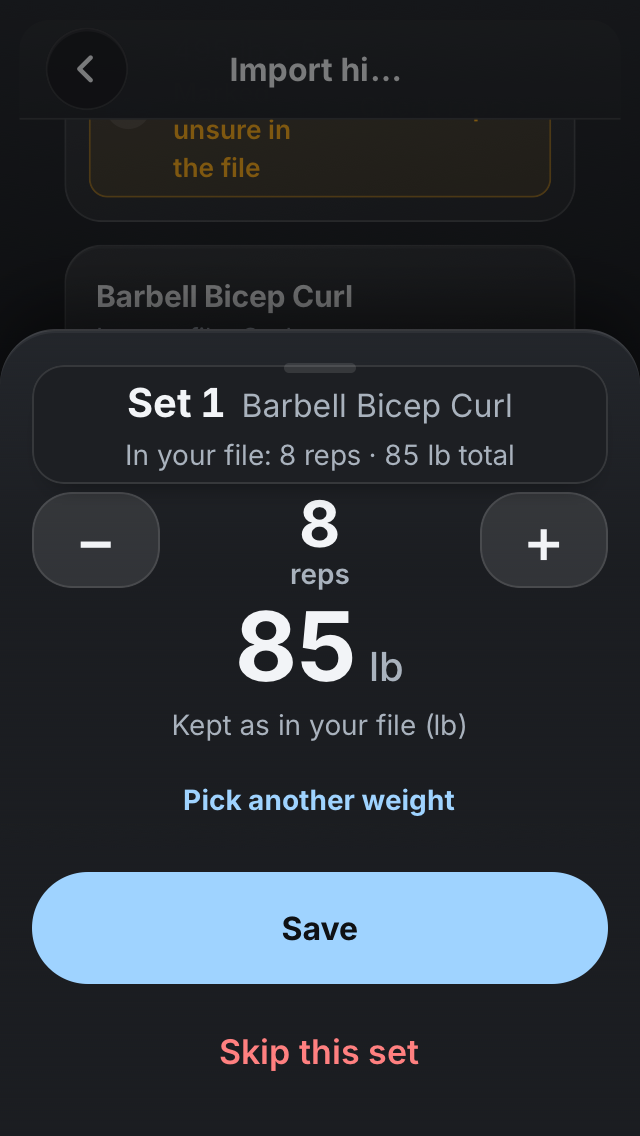 Import hi…
unsure in
the file
Barbell Bicep Curl
Set 1 Barbell Bicep Curl
In your file: 8 reps · 85 lb total
− 8 +
reps
85 lb
Kept as in your file (lb)
Pick another weight
Save
Skip this set